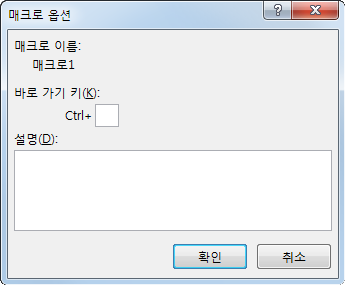 매크로 옵션
매크로 이름:
매크로1
바로 가기 키(K):
Ctrl+
설명(D):
확인
취소